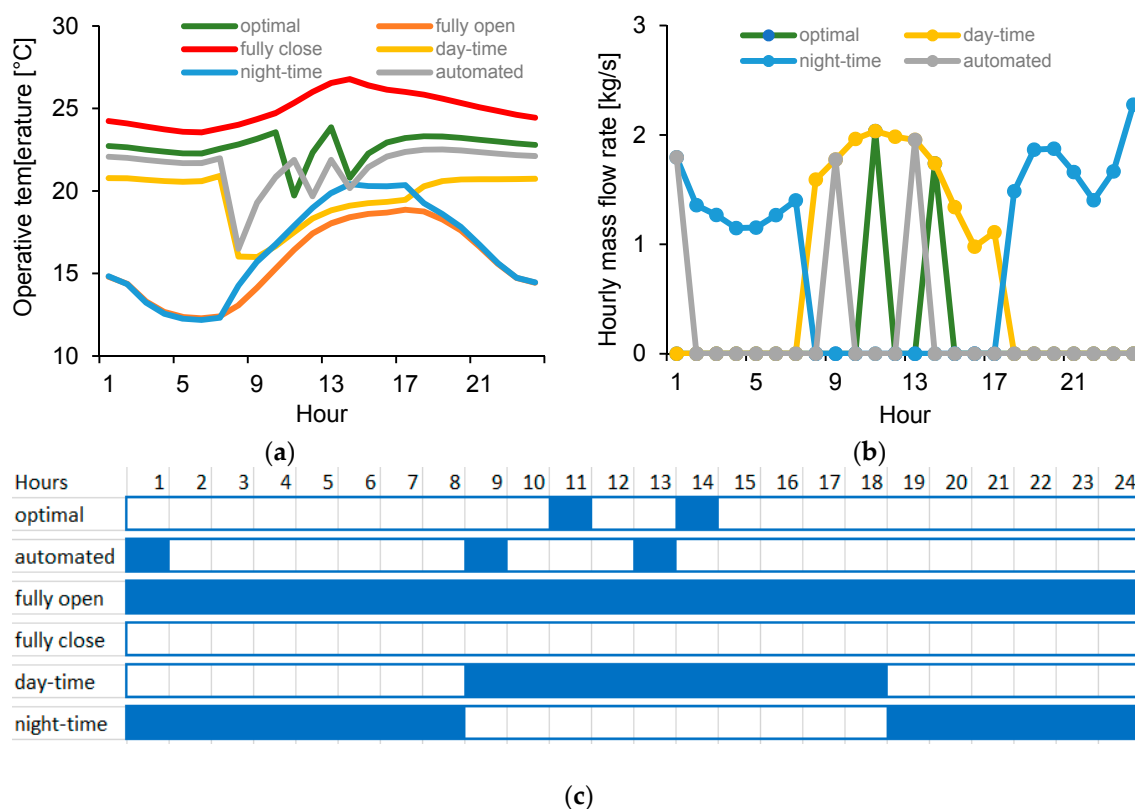 Operative tem[erature [°C]
30
25
20
15
10
optimal
fully open
fully close
day-time
night-time
automated
1 5 9 13 17 21
Hour
(a)
Hourly mass flow rate [kg/s]
3
2
1
0
optimal
day-time
night-time
automated
1 5 9 13 17 21
Hour
(b)
Hours 1 2 3 4 5 6 7 8 9 10 11 12 13 14 15 16 17 18 19 20 21 22 23 24
optimal
automated
fully open
fully close
day-time
night-time
(c)